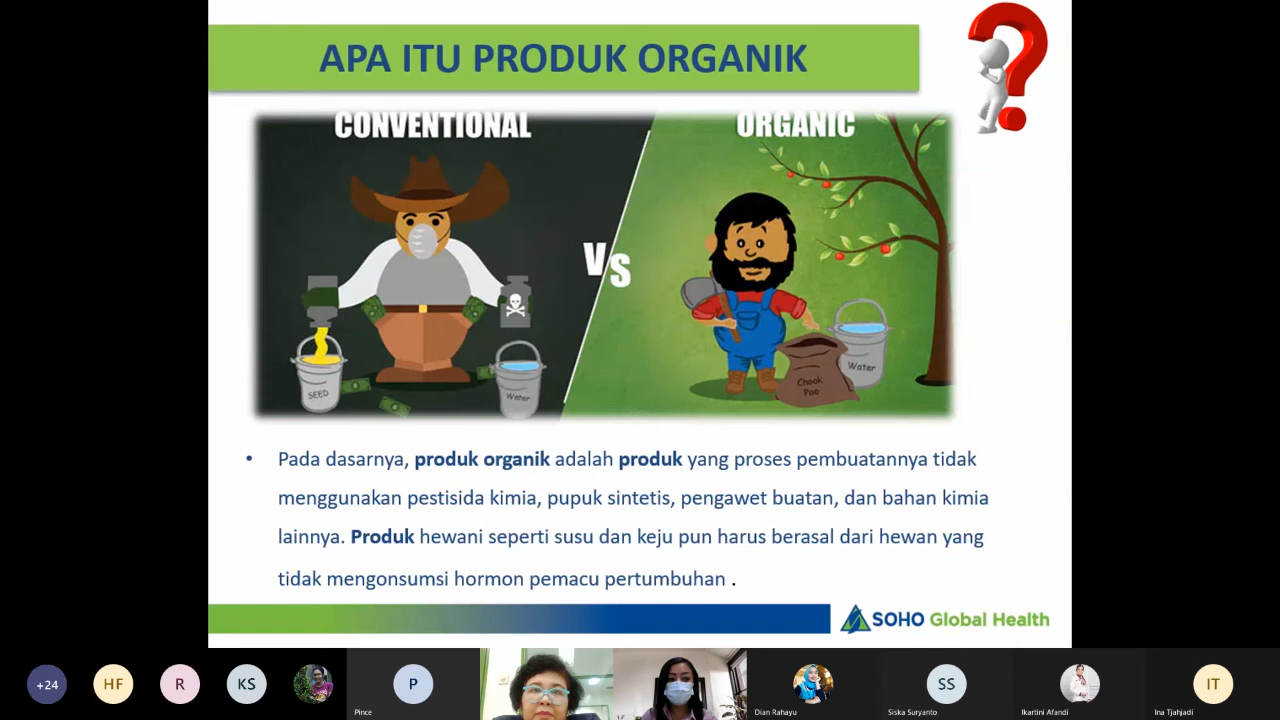 APA ITU PRODUK ORGANIK
CONVENTIONAL
ORGANIC
Vs
SEED
Water
Chook
Poo
Water
• Pada dasarnya, produk organik adalah produk yang proses pembuatannya tidak
menggunakan pestisida kimia, pupuk sintetis, pengawet buatan, dan bahan kimia
lainnya. Produk hewani seperti susu dan keju pun harus berasal dari hewan yang
tidak mengonsumsi hormon pemacu pertumbuhan .
SOHO Global Health
+24
HF
R
KS
P
SS
IT
Pince
Dian Rahayu
Siska Suryanto
Ikartini Afandi
Ina Tjahjadi